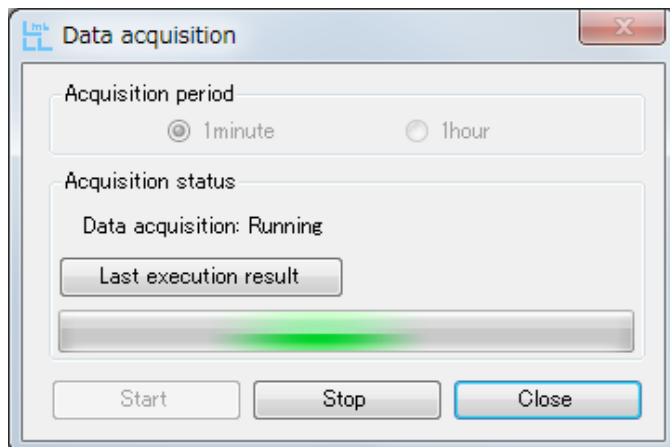 Data acquisition
Acquisition period
1minute
1hour
Acquisition status
Data acquisition: Running
Last execution result
Start
Stop
Close